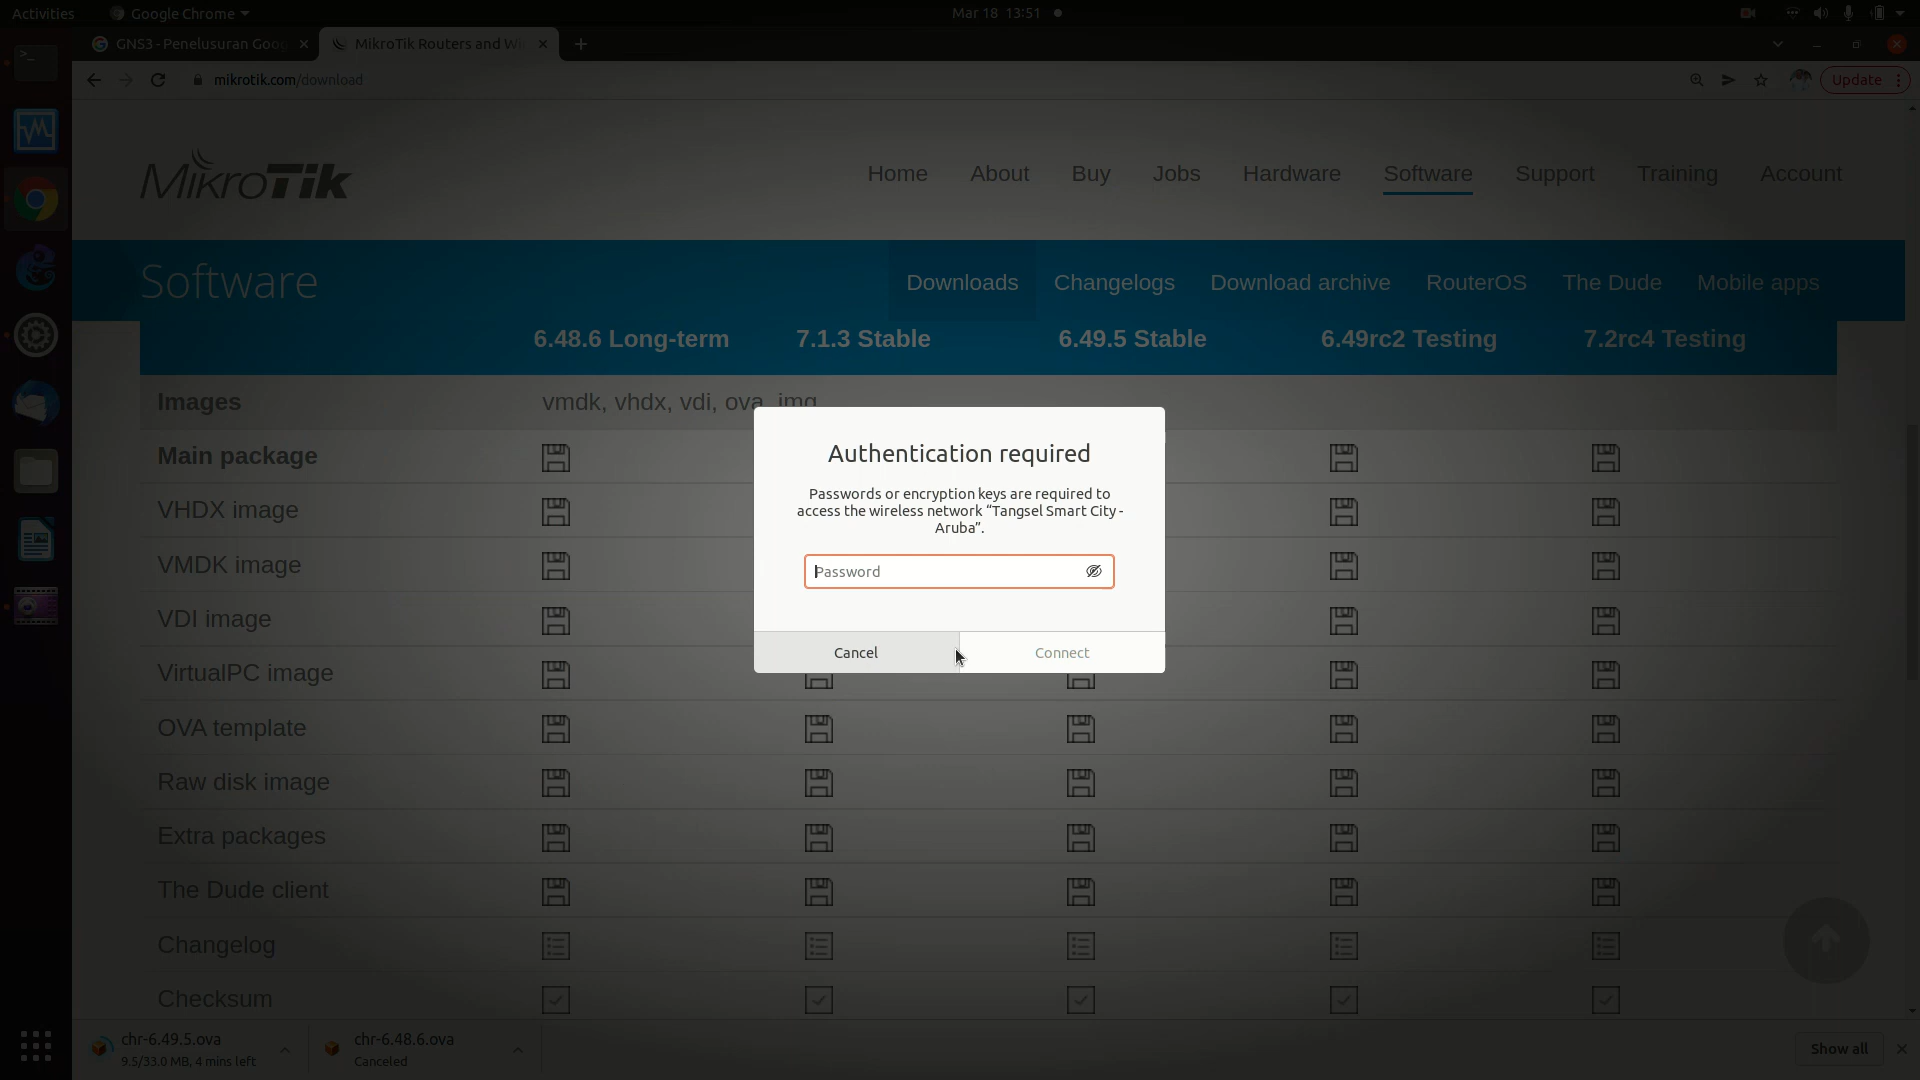 Activities
Google Chrome
Mar 18 13:51
GNS3 - Penelusuran Goo
MikroTik Routers and Wi
mikrotik.com/download
Update
MikroTik
Home
About
Buy
Jobs
Hardware
Software
Support
Training
Account
Software
Downloads
Changelogs
Download archive
RouterOS
The Dude
Mobile apps
6.48.6 Long-term
7.1.3 Stable
6.49.5 Stable
6.49rc2 Testing
7.2rc4 Testing
Images
vmdk, vhdx, vdi, ova, img
Main package
VHDX image
VMDK image
VDI image
VirtualPC image
OVA template
Raw disk image
Extra packages
The Dude client
Changelog
Checksum
Authentication required
Passwords or encryption keys are required to
access the wireless network “Tangsel Smart City -
Aruba”.
Password
Cancel
Connect
chr-6.49.5.ova
9.5/33.0 MB, 4 mins left
chr-6.48.6.ova
Canceled
Show all